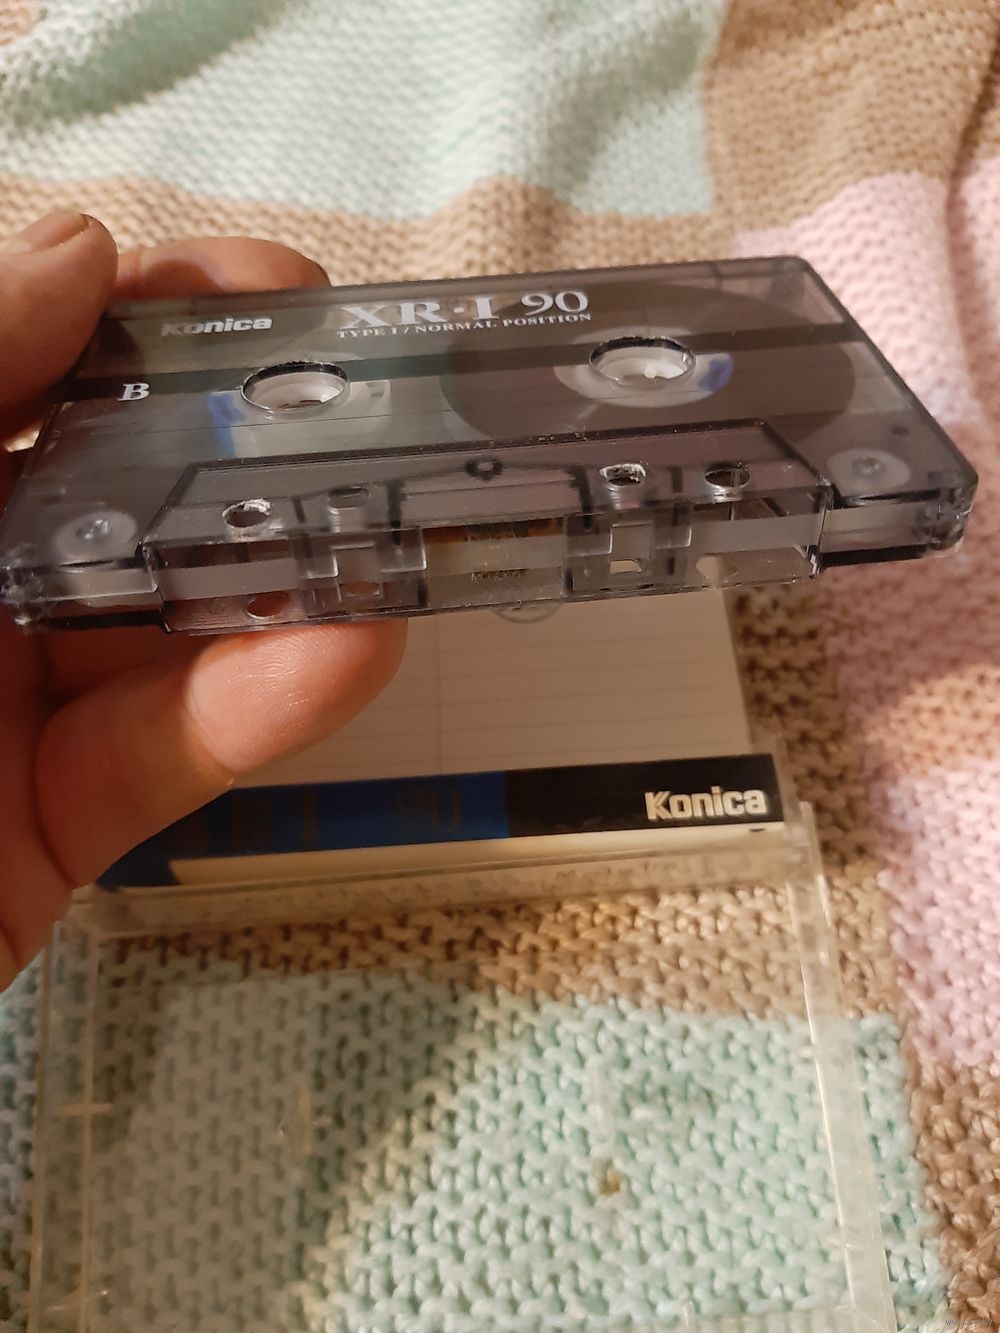 Konica
XR-I 90
TYPE I / NORMAL POSITION
B
Konica